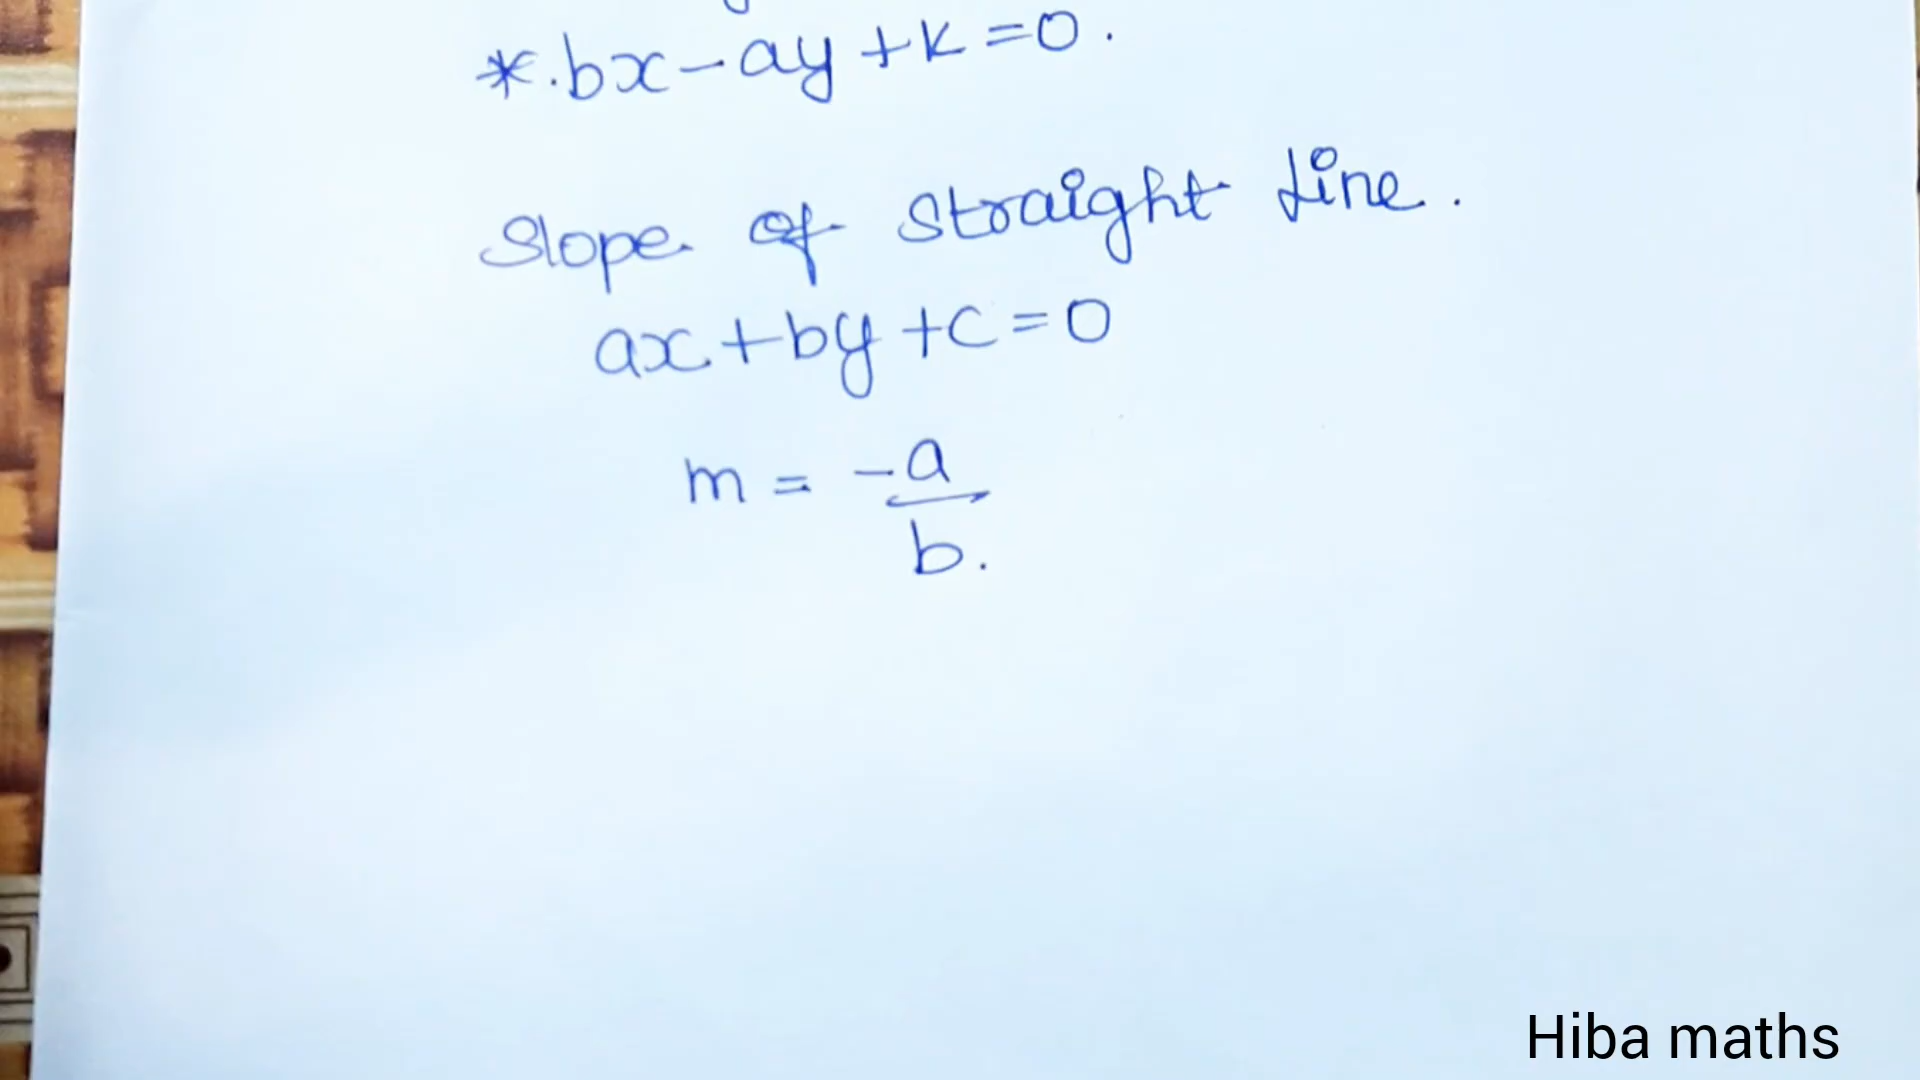 *. bx - ay + k = 0.
Slope of Straight Line.
ax + by + c = 0
m = -a
b.
Hiba maths